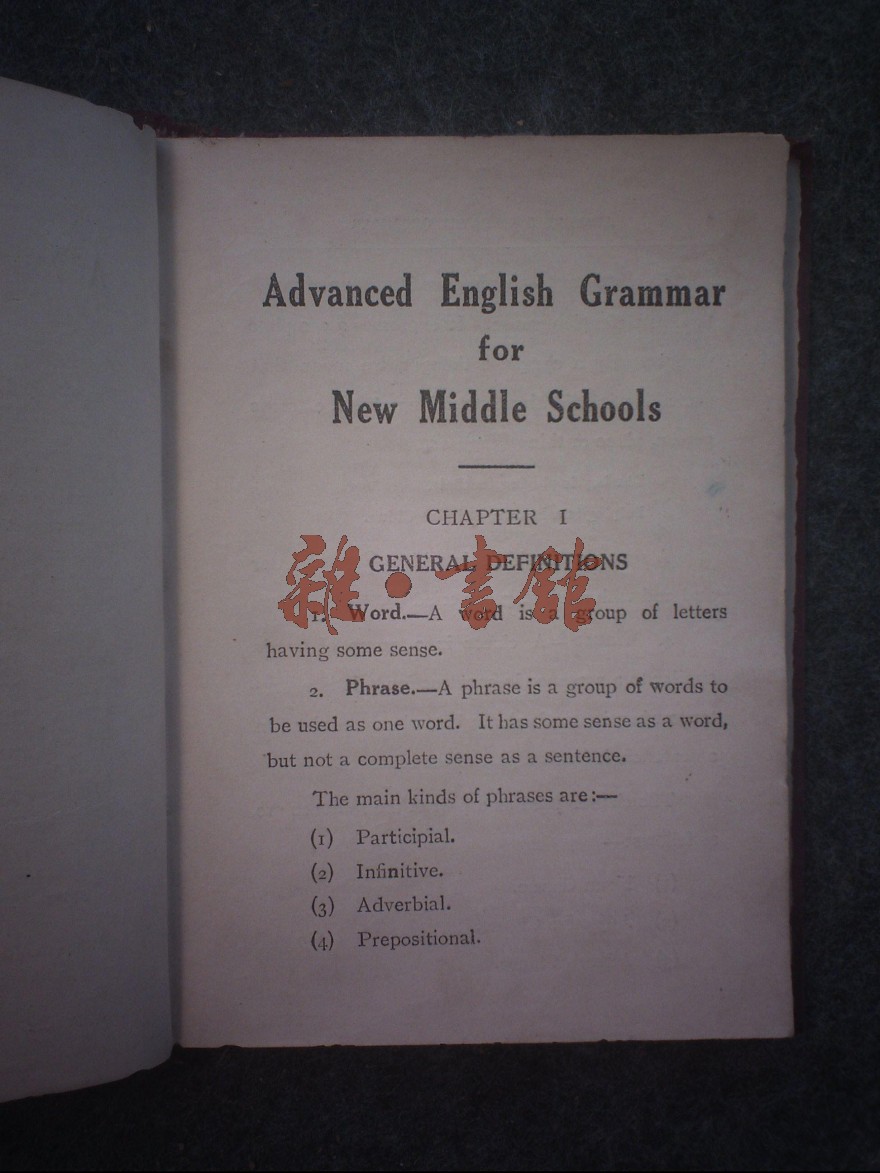 Advanced English Grammar
for
New Middle Schools
CHAPTER I
GENERAL DEFINITIONS
雜·書館
1. Word.—A word is a group of letters
having some sense.
2. Phrase.—A phrase is a group of words to
be used as one word. It has some sense as a word,
but not a complete sense as a sentence.
The main kinds of phrases are:—
(1) Participial.
(2) Infinitive.
(3) Adverbial.
(4) Prepositional.